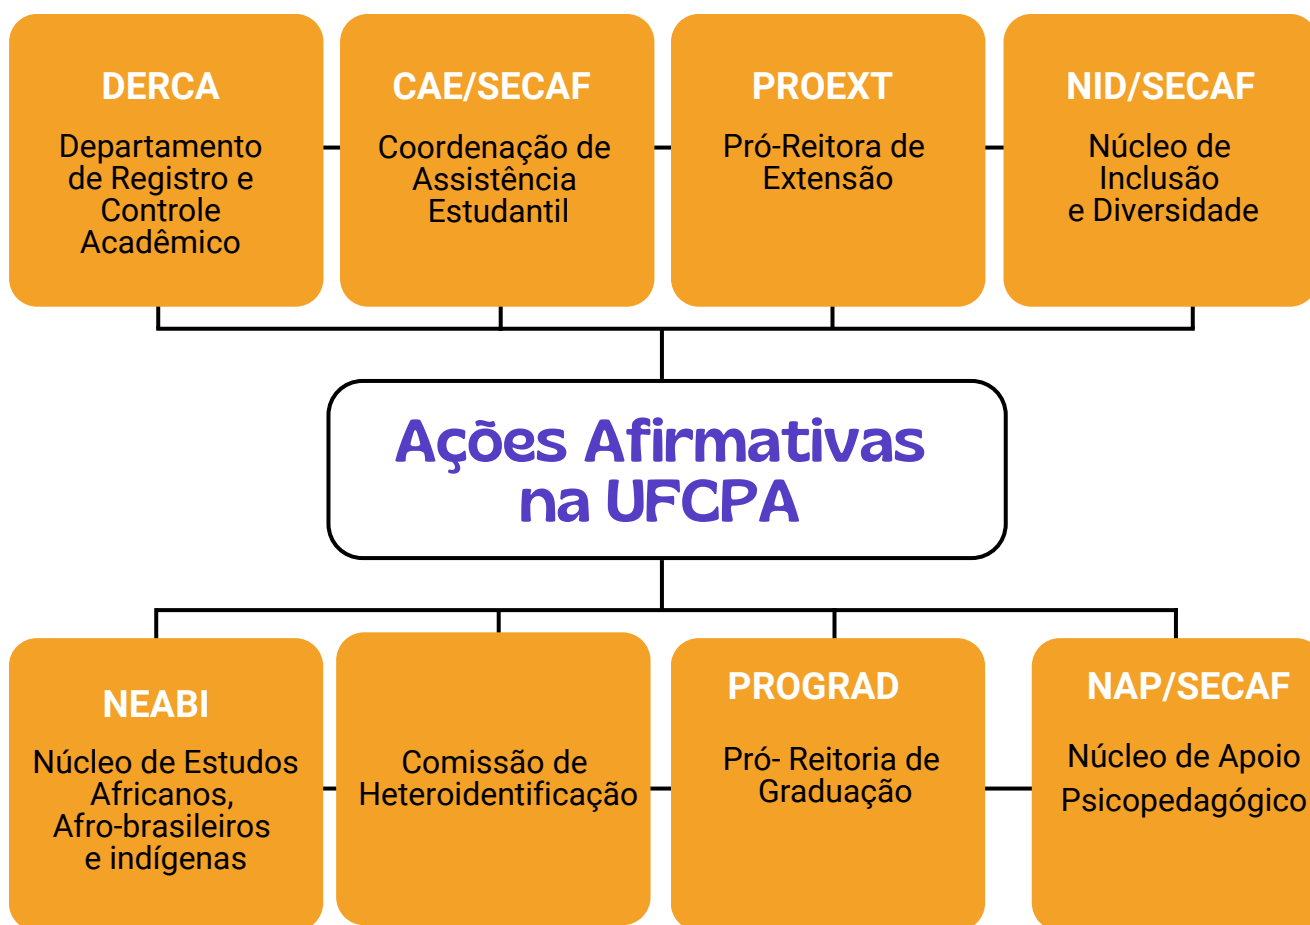 DERCA
Departamento
de Registro e
Controle
Acadêmico
CAE/SECAF
Coordenação de
Assistência
Estudantil
PROEXT
Pró-Reitora de
Extensão
NID/SECAF
Núcleo de
Inclusão
e Diversidade
Ações Afirmativas
na UFCPA
NEABI
Núcleo de Estudos
Africanos,
Afro-brasileiros
e indígenas
Comissão de
Heteroidentificação
PROGRAD
Pró- Reitoria de
Graduação
NAP/SECAF
Núcleo de Apoio
Psicopedagógico